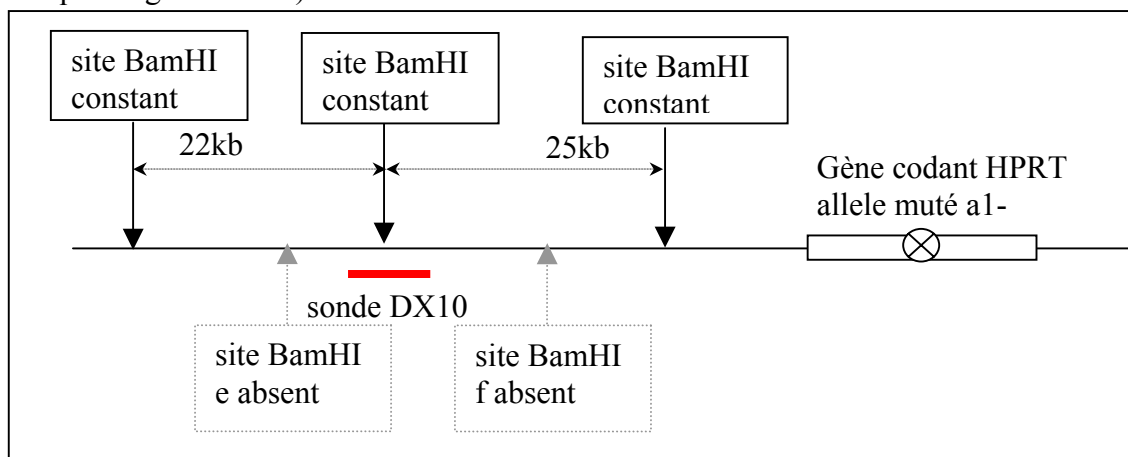 site BamHI
constant
site BamHI
constant
site BamHI
constant
22kb
25kb
Gène codant HPRT
allele muté a1-
sonde DX10
site BamHI
e absent
site BamHI
f absent